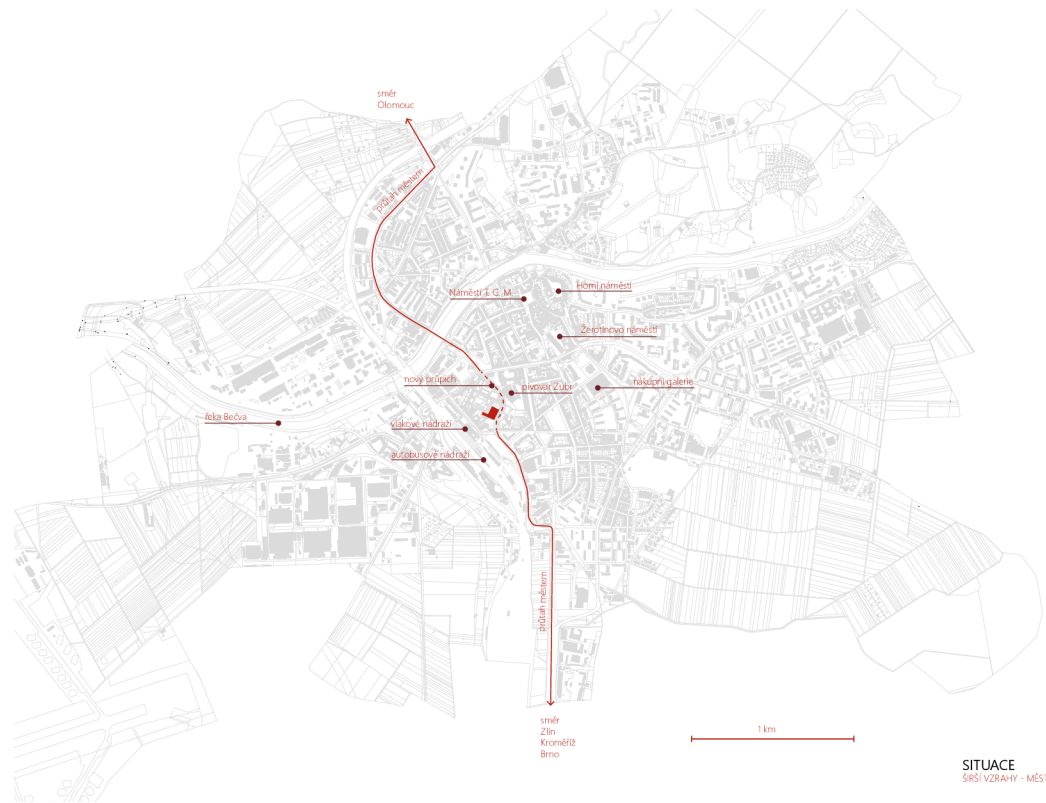 směr
Olomouc
průtah městem
Náměstí T. G. M.
Horní náměstí
Žerotínovo náměstí
nový průpich
pivovar Zubr
nákupní galerie
řeka Bečva
vlakové nádraží
autobusové nádraží
průtah městem
směr
Zlín
Kroměříž
Brno
1 km
SITUACE
ŠIRŠÍ VZRAHY - MĚST